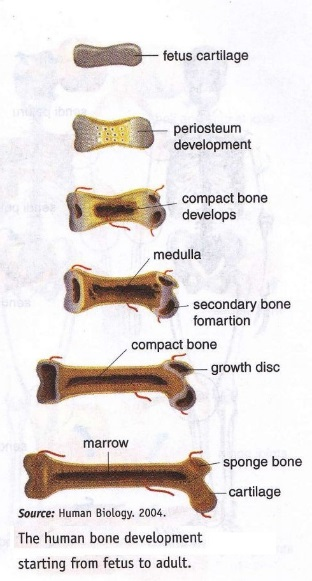 fetus cartilage
periosteum
development
compact bone
develops
medulla
secondary bone
fomartion
compact bone
growth disc
marrow
sponge bone
cartilage
Source: Human Biology. 2004.
The human bone development
starting from fetus to adult.